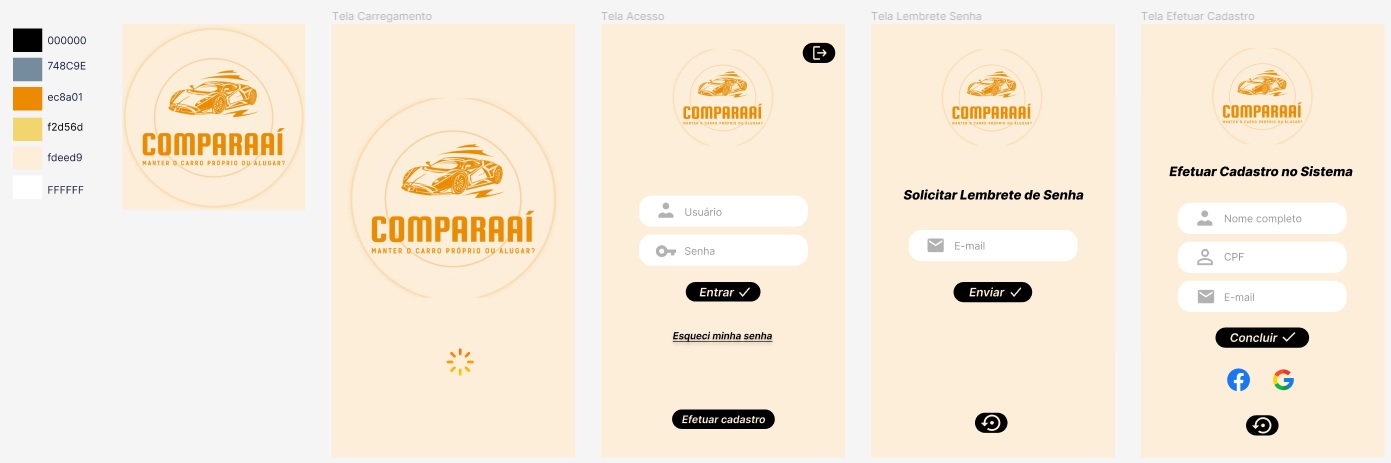 000000
748C9E
ec8a01
f2d56d
fdeed9
FFFFFF
COMPARAAÍ
MANTER O CARRO PRÓPRIO OU ALUGAR?
Tela Carregamento
COMPARAAÍ
MANTER O CARRO PRÓPRIO OU ALUGAR?
Tela Acesso
COMPARAAÍ
MANTER O CARRO PRÓPRIO OU ALUGAR?
Usuário
Senha
Entrar
Esqueci minha senha
Efetuar cadastro
Tela Lembrete Senha
COMPARAAÍ
MANTER O CARRO PRÓPRIO OU ALUGAR?
Solicitar Lembrete de Senha
E-mail
Enviar
Tela Efetuar Cadastro
COMPARAAÍ
MANTER O CARRO PRÓPRIO OU ALUGAR?
Efetuar Cadastro no Sistema
Nome completo
CPF
E-mail
Concluir